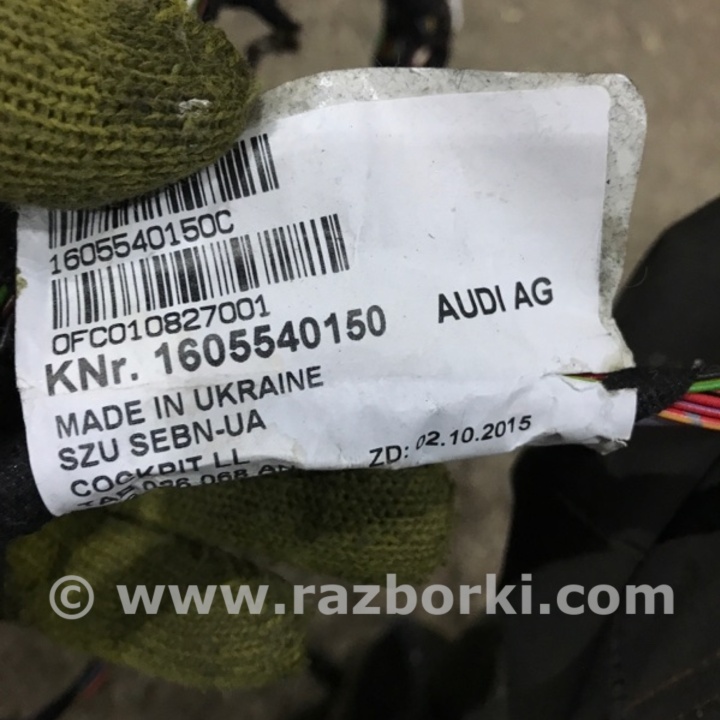 1605540150C
0FC010827001
KNr. 1605540150
AUDI AG
MADE IN UKRAINE
SZU SEBN-UA
COCKPIT LL
ZD: 02.10.2015
© www.razborki.com